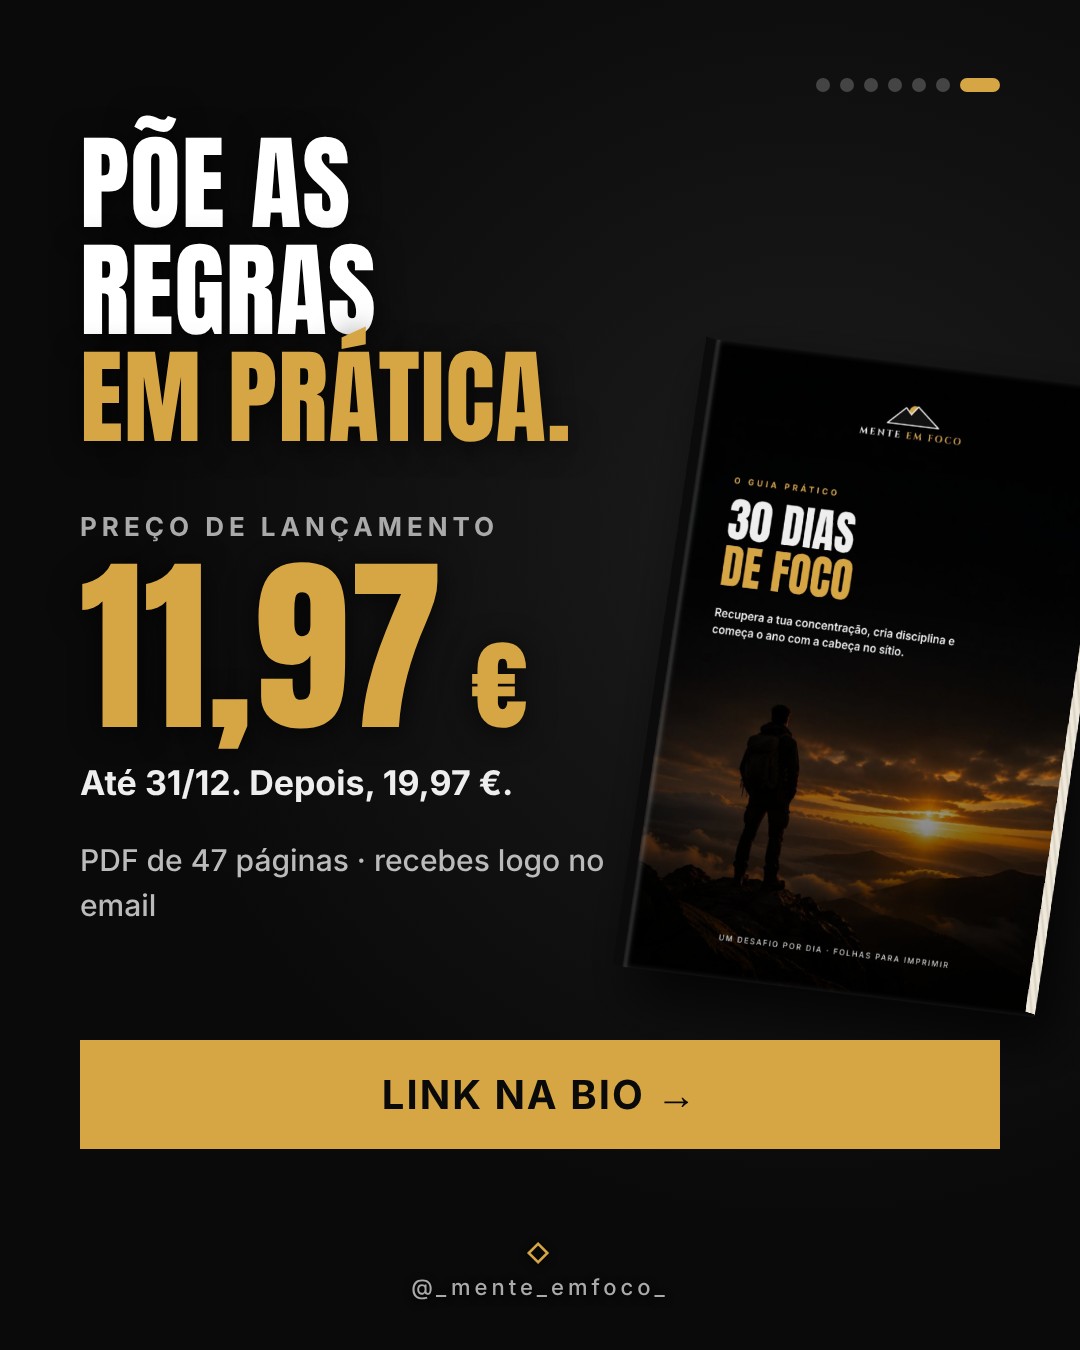 PÕE AS
REGRAS
EM PRÁTICA.
PREÇO DE LANÇAMENTO
11,97 €
Até 31/12. Depois, 19,97 €.
PDF de 47 páginas · recebes logo no
email
MENTE EM FOCO
O GUIA PRÁTICO
30 DIAS
DE FOCO
Recupera a tua concentração, cria disciplina e
começa o ano com a cabeça no sítio.
UM DESAFIO POR DIA · FOLHAS PARA IMPRIMIR
LINK NA BIO →
@_mente_emfoco_